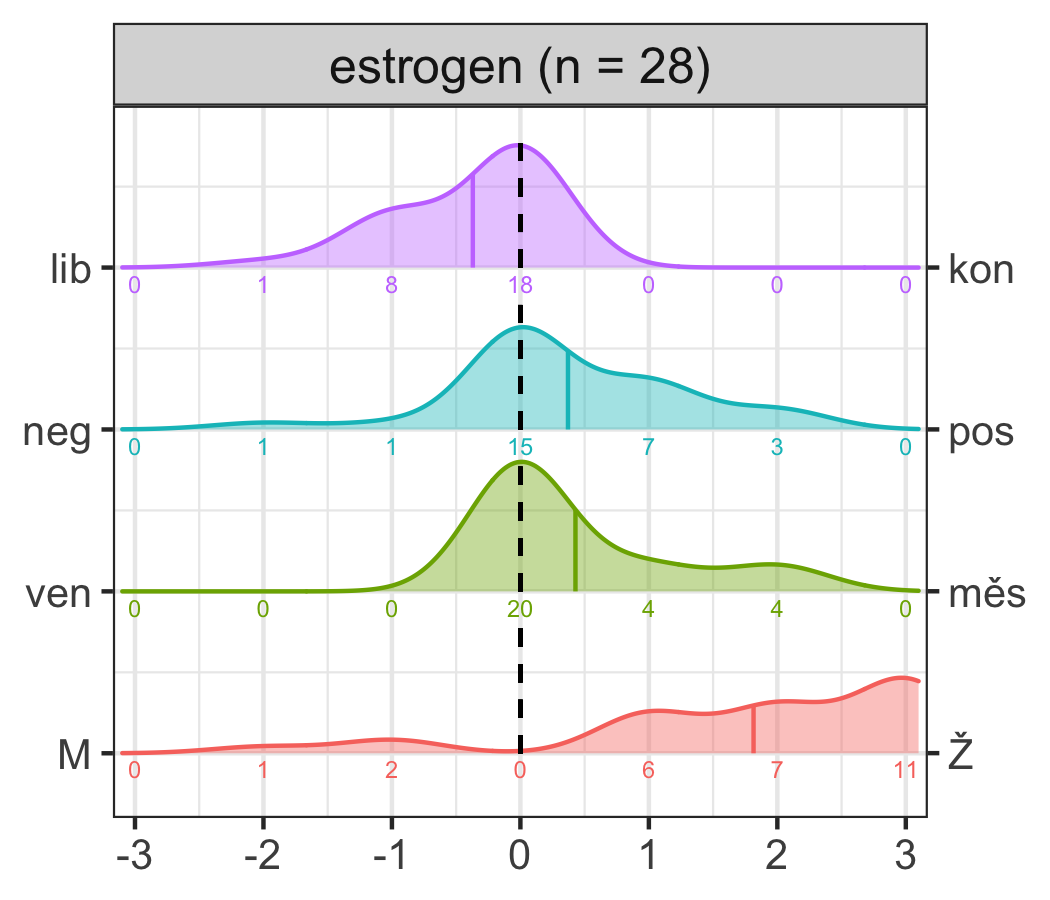 estrogen (n = 28)
lib kon
0 1 8 18 0 0 0
neg pos
0 1 1 15 7 3 0
ven měs
0 0 0 20 4 4 0
M Ž
0 1 2 0 6 7 11
-3 -2 -1 0 1 2 3